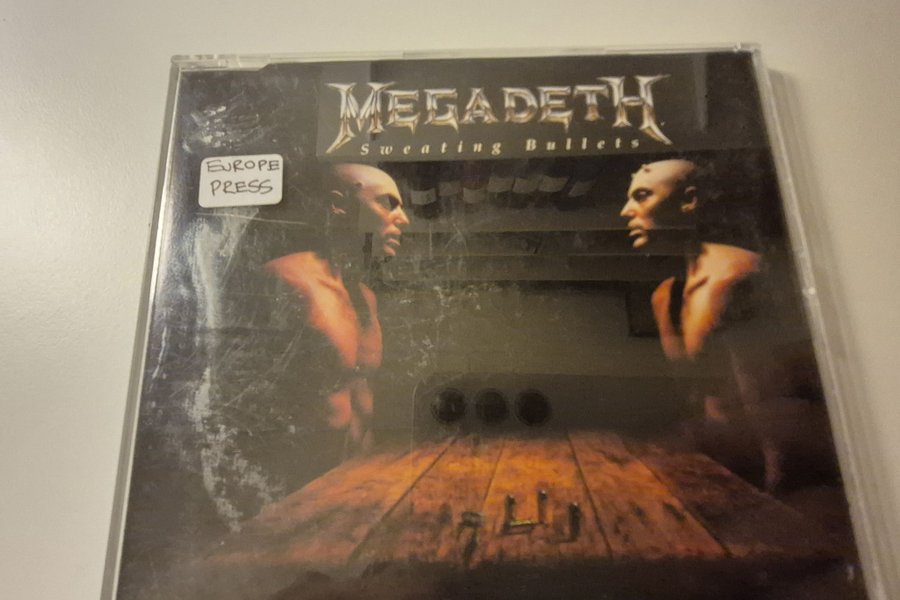 MEGADETH
Sweating Bullets
EUROPE
PRESS